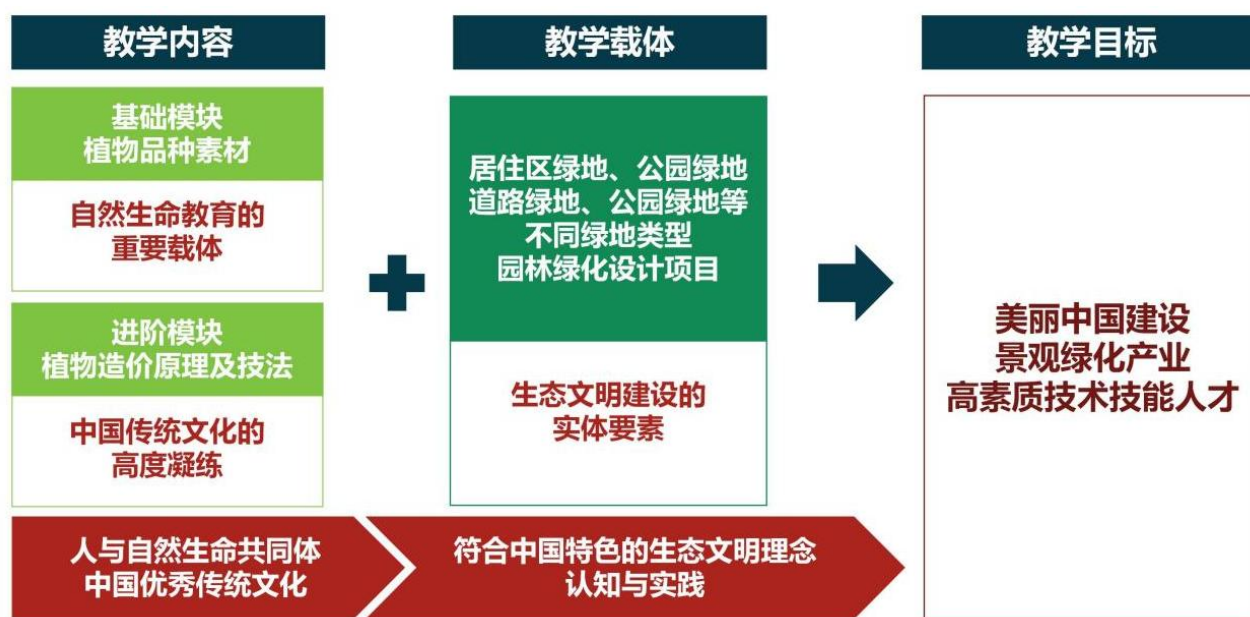 教学内容
基础模块
植物品种素材
自然生命教育的
重要载体
进阶模块
植物造价原理及技法
中国传统文化的
高度凝练
教学载体
居住区绿地、公园绿地
道路绿地、公园绿地等
不同绿地类型
园林绿化设计项目
生态文明建设的
实体要素
教学目标
美丽中国建设
景观绿化产业
高素质技术技能人才
人与自然生命共同体
中国优秀传统文化
符合中国特色的生态文明理念
认知与实践